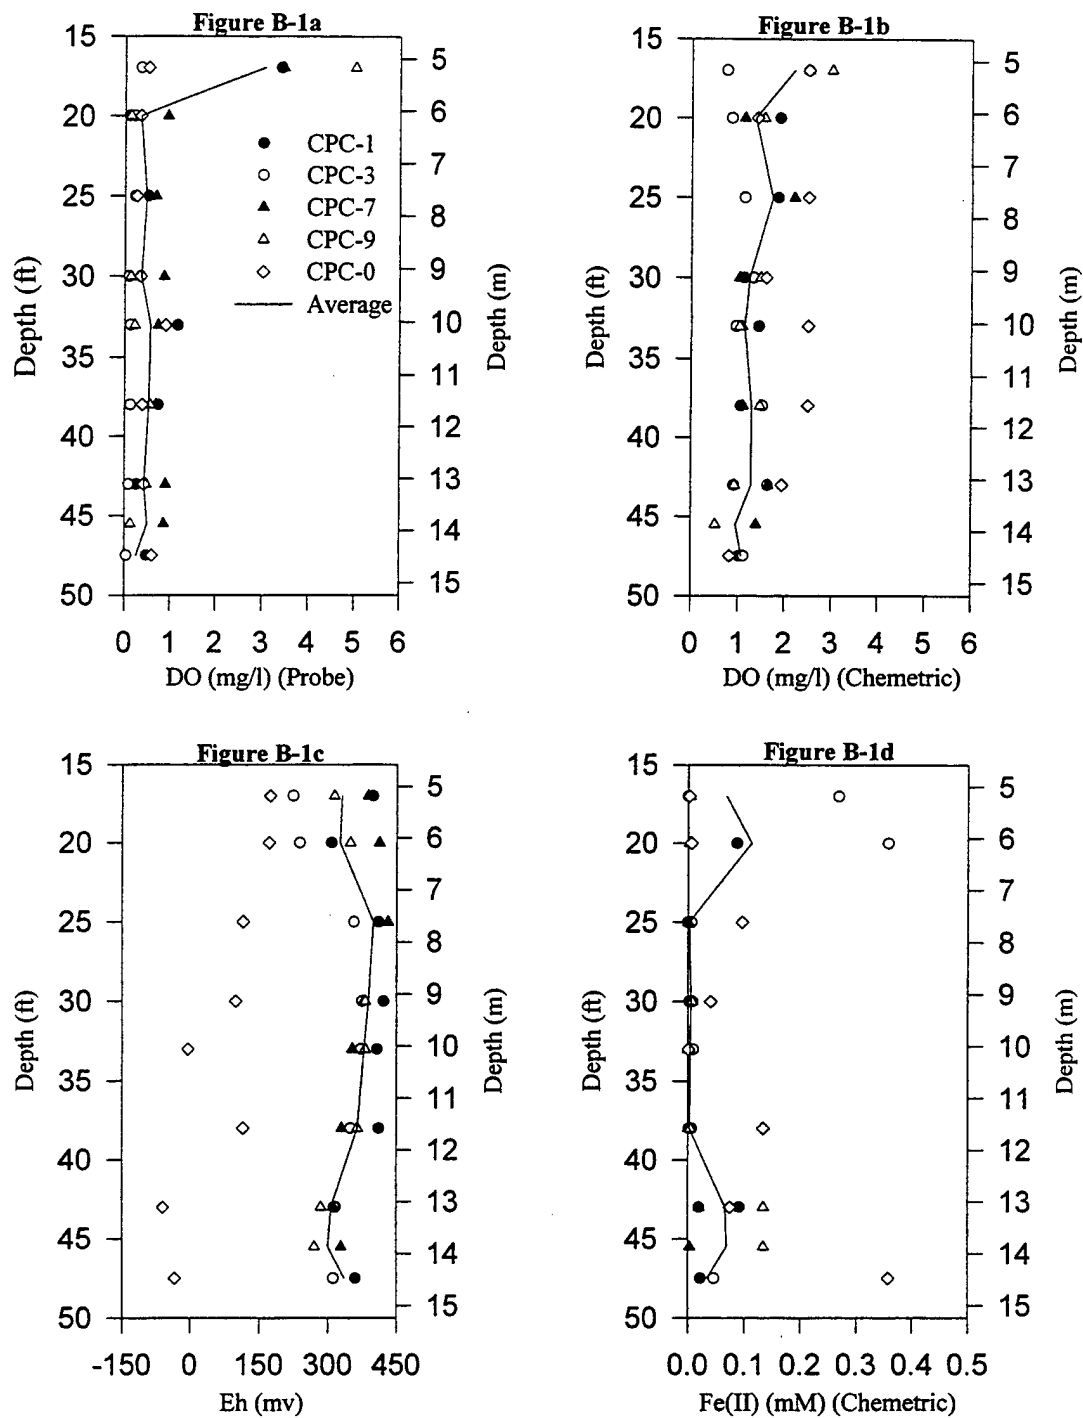 Figure B-1a
15
20
25
30
35
40
45
50
Depth (ft)
5
6
7
8
9
10
11
12
13
14
15
Depth (m)
CPC-1
CPC-3
CPC-7
CPC-9
CPC-0
Average
0 1 2 3 4 5 6
DO (mg/l) (Probe)
Figure B-1b
15
20
25
30
35
40
45
50
Depth (ft)
5
6
7
8
9
10
11
12
13
14
15
Depth (m)
0 1 2 3 4 5 6
DO (mg/l) (Chemetric)
Figure B-1c
15
20
25
30
35
40
45
50
Depth (ft)
5
6
7
8
9
10
11
12
13
14
15
Depth (m)
-150 0 150 300 450
Eh (mv)
Figure B-1d
15
20
25
30
35
40
45
50
Depth (ft)
5
6
7
8
9
10
11
12
13
14
15
Depth (m)
0.0 0.1 0.2 0.3 0.4 0.5
Fe(II) (mM) (Chemetric)